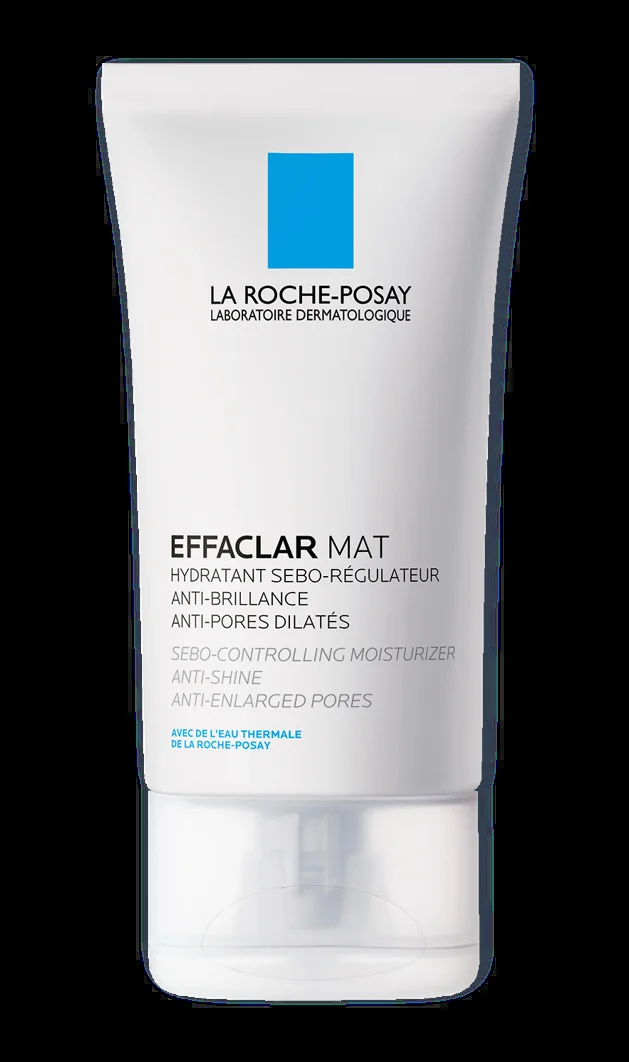 LA ROCHE-POSAY
LABORATOIRE DERMATOLOGIQUE
EFFACLAR MAT
HYDRATANT SEBO-RÉGULATEUR
ANTI-BRILLANCE
ANTI-PORES DILATÉS
SEBO-CONTROLLING MOISTURIZER
ANTI-SHINE
ANTI-ENLARGED PORES
AVEC DE L'EAU THERMALE
DE LA ROCHE-POSAY